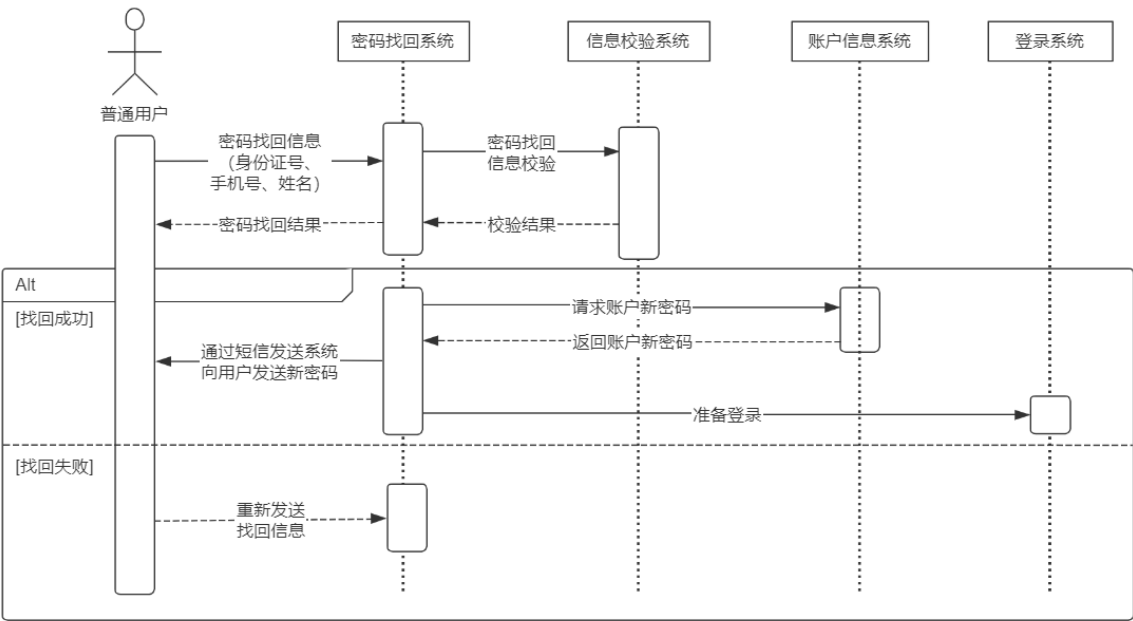 密码找回系统
信息校验系统
账户信息系统
登录系统
普通用户
密码找回信息
（身份证号、
手机号、姓名）
密码找回
信息校验
密码找回结果
校验结果
Alt
[找回成功]
请求账户新密码
返回账户新密码
通过短信发送系统
向用户发送新密码
准备登录
[找回失败]
重新发送
找回信息